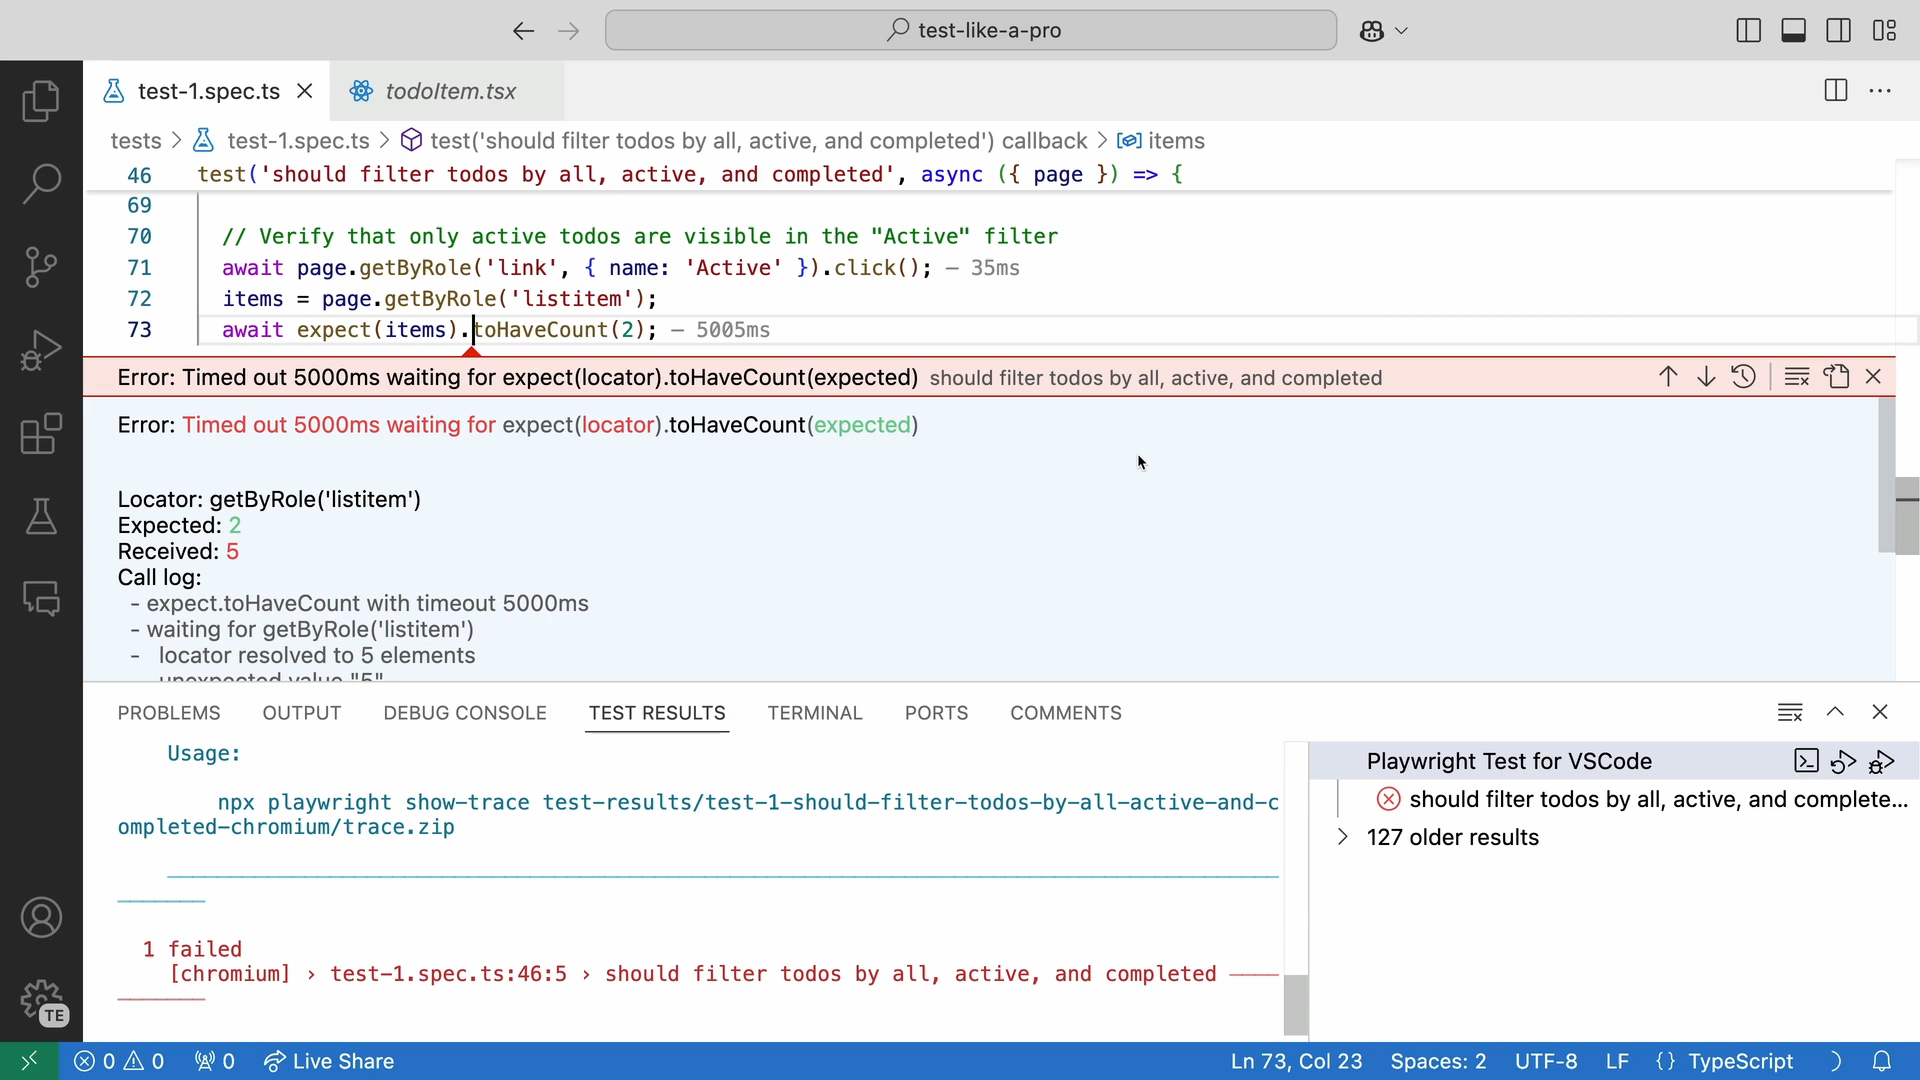 test-like-a-pro
test-1.spec.ts
todoItem.tsx
tests > test-1.spec.ts > test('should filter todos by all, active, and completed') callback > items
46 test('should filter todos by all, active, and completed', async ({ page }) => {
69
70 // Verify that only active todos are visible in the "Active" filter
71 await page.getByRole('link', { name: 'Active' }).click(); — 35ms
72 items = page.getByRole('listitem');
73 await expect(items).toHaveCount(2); — 5005ms
Error: Timed out 5000ms waiting for expect(locator).toHaveCount(expected) should filter todos by all, active, and completed
Error: Timed out 5000ms waiting for expect(locator).toHaveCount(expected)
Locator: getByRole('listitem')
Expected: 2
Received: 5
Call log:
- expect.toHaveCount with timeout 5000ms
- waiting for getByRole('listitem')
- locator resolved to 5 elements
- unexpected value "5"
PROBLEMS OUTPUT DEBUG CONSOLE TEST RESULTS TERMINAL PORTS COMMENTS
Usage:
npx playwright show-trace test-results/test-1-should-filter-todos-by-all-active-and-c
ompleted-chromium/trace.zip
1 failed
[chromium] › test-1.spec.ts:46:5 › should filter todos by all, active, and completed
Playwright Test for VSCode
should filter todos by all, active, and complete...
127 older results
TE
0 0 0 Live Share
Ln 73, Col 23 Spaces: 2 UTF-8 LF {} TypeScript